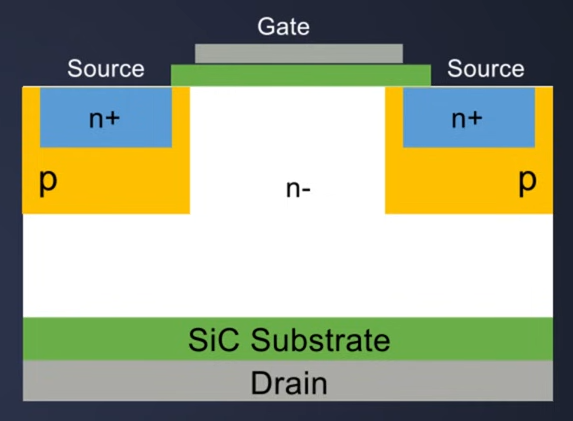 Gate
Source
Source
n+
n+
p
p
n-
SiC Substrate
Drain